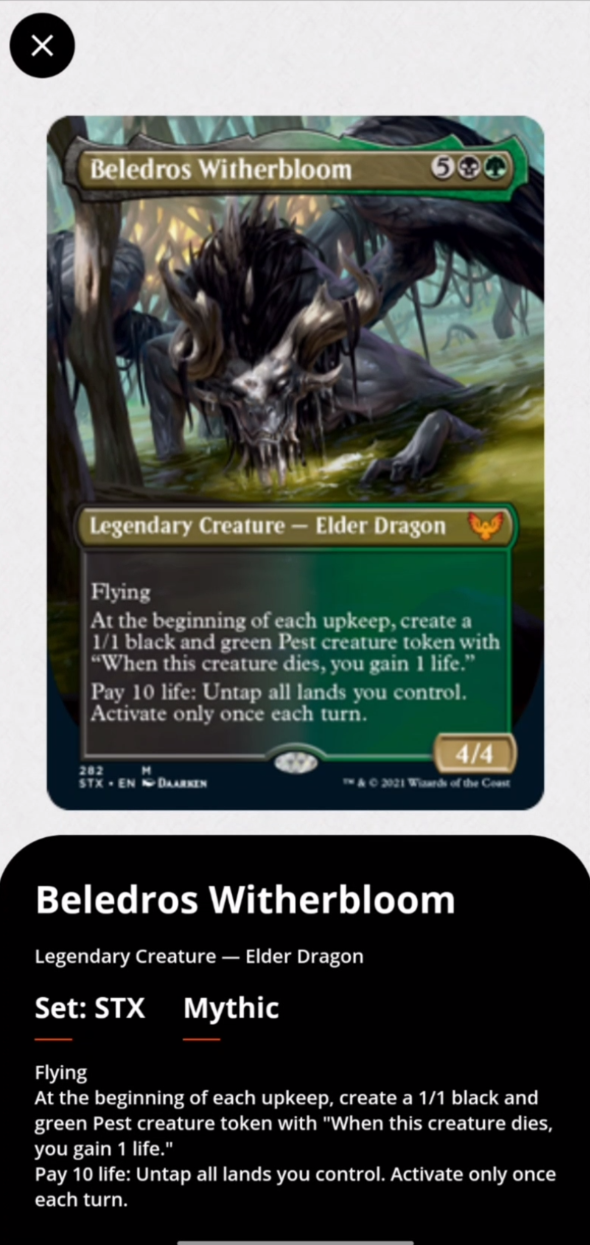 Beledros Witherbloom 5
Legendary Creature — Elder Dragon
Flying
At the beginning of each upkeep, create a
1/1 black and green Pest creature token with
“When this creature dies, you gain 1 life.”
Pay 10 life: Untap all lands you control.
Activate only once each turn.
4/4
282 M
STX • EN DAARKEN
™ & © 2021 Wizards of the Coast
Beledros Witherbloom
Legendary Creature — Elder Dragon
Set: STX Mythic
Flying
At the beginning of each upkeep, create a 1/1 black and
green Pest creature token with "When this creature dies,
you gain 1 life."
Pay 10 life: Untap all lands you control. Activate only once
each turn.